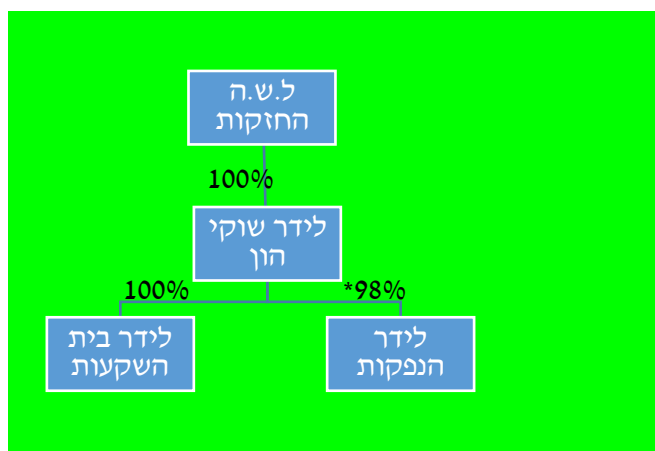 ל.ש.ה
החזקות
100%
לידר שוקי
הון
*98%
100%
לידר
הנפקות
לידר בית
השקעות